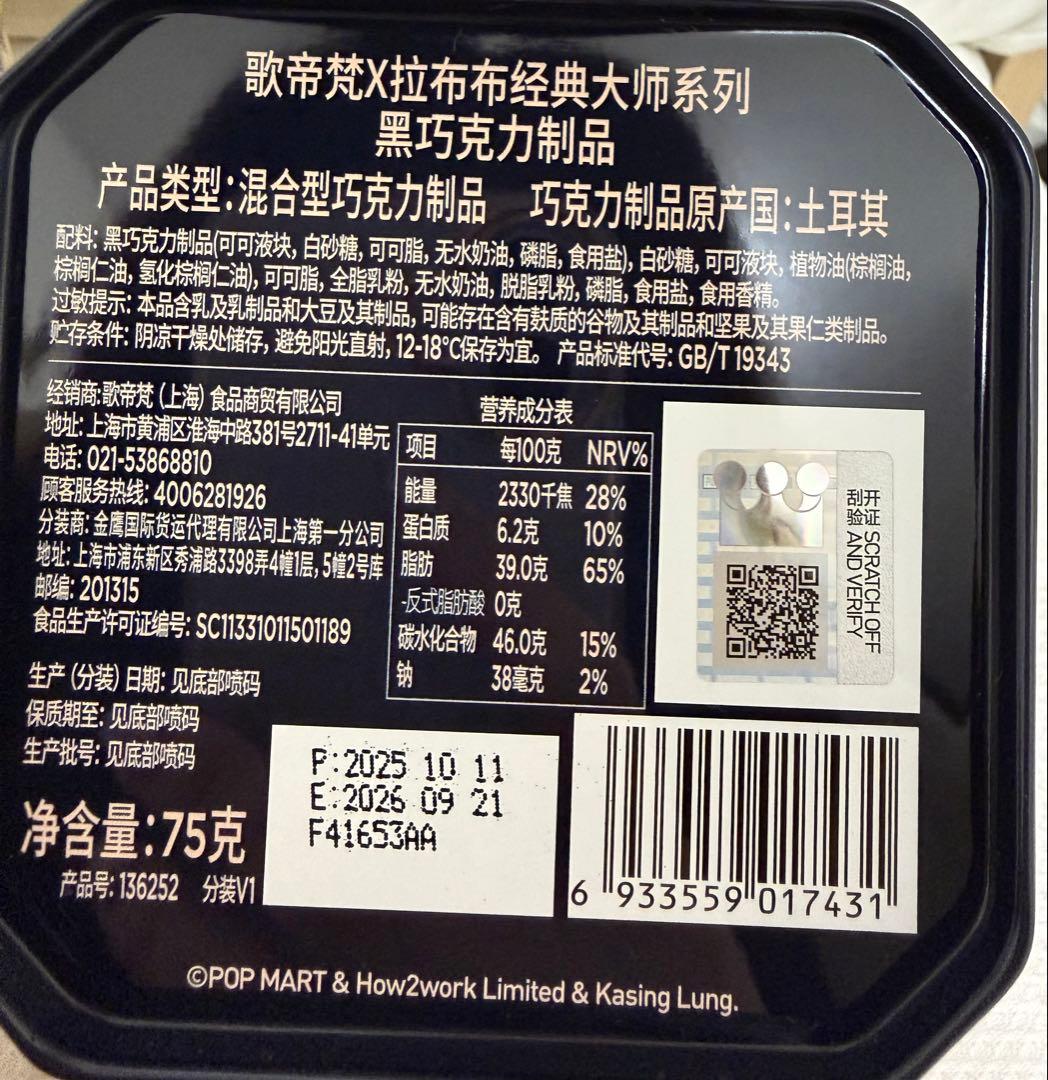 歌帝梵X拉布布经典大师系列
黑巧克力制品
产品类型:混合型巧克力制品 巧克力制品原产国:土耳其
配料: 黑巧克力制品(可可液块, 白砂糖, 可可脂, 无水奶油, 磷脂, 食用盐), 白砂糖, 可可液块, 植物油(棕榈油,
棕榈仁油, 氢化棕榈仁油), 可可脂, 全脂乳粉, 无水奶油, 脱脂乳粉, 磷脂, 食用盐, 食用香精。
过敏提示: 本品含乳及乳制品和大豆及其制品, 可能存在含有麸质的谷物及其制品和坚果及其果仁类制品。
贮存条件: 阴凉干燥处储存, 避免阳光直射, 12-18°C保存为宜。 产品标准代号: GB/T 19343
经销商:歌帝梵 (上海) 食品商贸有限公司
地址: 上海市黄浦区淮海中路381号2711-41单元
电话: 021-53868810
顾客服务热线: 4006281926
分装商: 金鹰国际货运代理有限公司上海第一分公司
地址: 上海市浦东新区秀浦路3398弄4幢1层, 5幢2号库
邮编: 201315
食品生产许可证编号: SC11331011501189
生产 (分装) 日期: 见底部喷码
保质期至: 见底部喷码
生产批号: 见底部喷码
净含量:75克
产品号: 136252 分装V1
营养成分表
项目 每100克 NRV%
能量 2330千焦 28%
蛋白质 6.2克 10%
脂肪 39.0克 65%
-反式脂肪酸 0克
碳水化合物 46.0克 15%
钠 38毫克 2%
刮开
验证
SCRATCH OFF
AND VERIFY
P:2025 10 11
E:2026 09 21
F41653AA
6 933559 017431
©POP MART & How2work Limited & Kasing Lung.